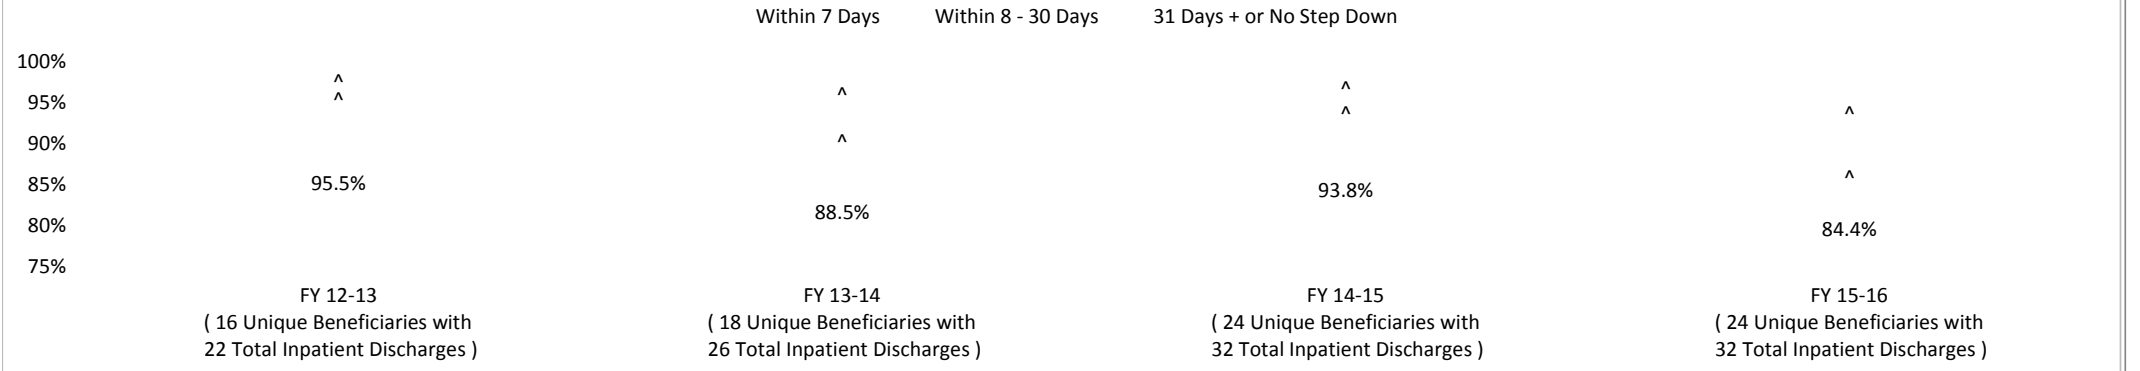 Within 7 Days Within 8 - 30 Days 31 Days + or No Step Down
100%
95%
90%
85%
80%
75%
^ ^ 95.5%
^ ^ 88.5%
^ ^ 93.8%
^ ^ 84.4%
FY 12-13 FY 13-14 FY 14-15 FY 15-16
( 16 Unique Beneficiaries with ( 18 Unique Beneficiaries with ( 24 Unique Beneficiaries with ( 24 Unique Beneficiaries with
22 Total Inpatient Discharges ) 26 Total Inpatient Discharges ) 32 Total Inpatient Discharges ) 32 Total Inpatient Discharges )